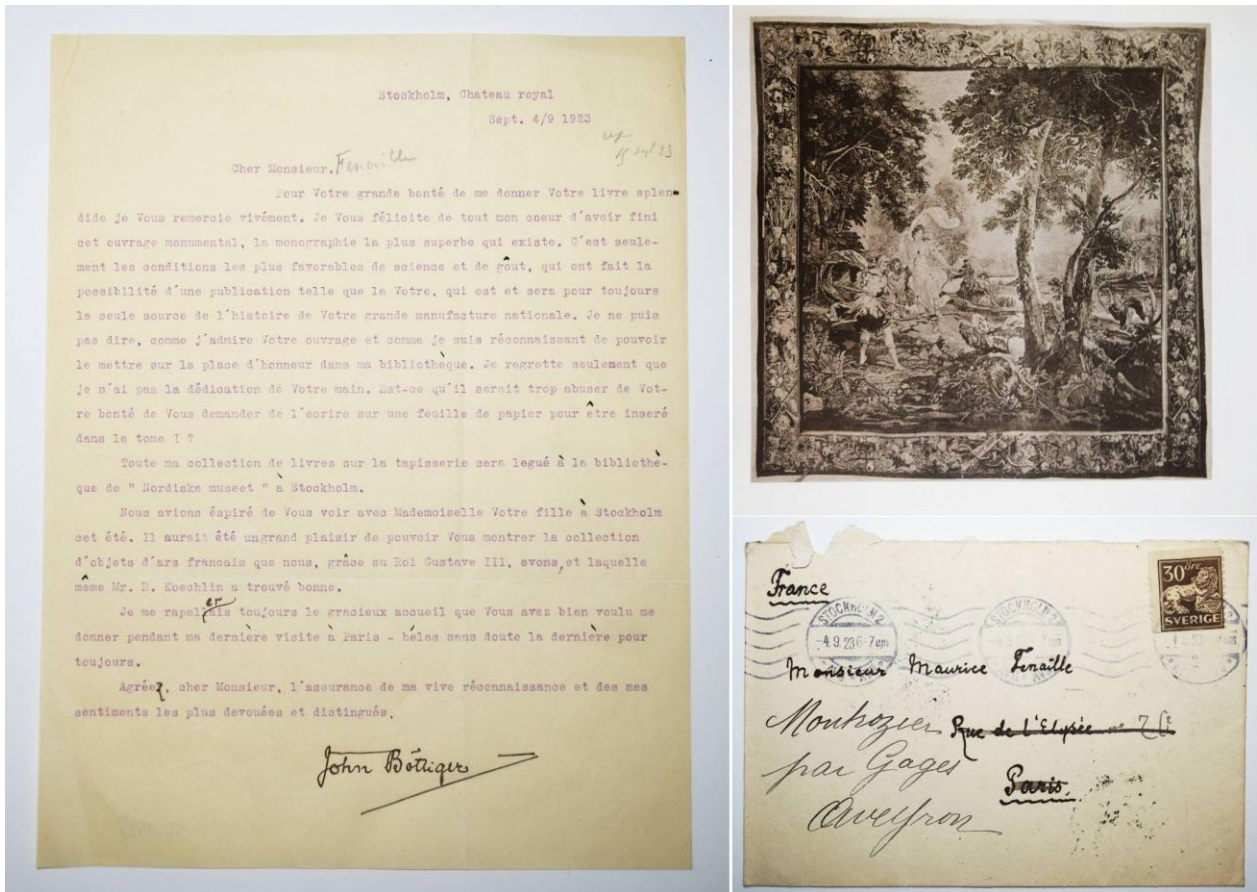 Stockholm, Chateau royal
Sept. 4/9 1923
Cher Monsieur. Fenaille
Pour Votre grande bonté de me donner Votre livre splen-
dide je Vous remercie vivément. Je Vous félicite de tout mon coeur d'avoir fini
cet ouvrage monumental, la monographie la plus superbe qui existe. C'est seule-
ment les conditions les plus favorables de science et de gôut, qui ont fait la
possibilité d'une publication telle que la Votre, qui est et sera pour toujours
le seule source de l'histoire de Votre grande manufacture nationale. Je ne puis
pas dire, comme j'admire Votre ouvrage et comme je suis réconnaissant de pouvoir
le mettre sur la place d'honneur dans ma bibliothèque. Je regrette seulement que
je n'ai pas la dédication de Votre main. Est-ce qu'il serait trop abuser de Vot-
re bonté de Vous demander de l'écrire sur une feuille de papier pour être inseré
dans le tome I ?
Toute ma collection de livres sur la tapisserie sera legué à la bibliothè-
que de " Nordiska museet " à Stockholm.
Nous avions éspiré de Vous voir avec Mademoiselle Votre fille à Stockholm
cet été. Il aurait été ungrand plaisir de pouvoir Vous montrer la collection
d'objets d'ars francais que nous, grâce au Roi Gustave III, avons, et laquelle
même Mr. R. Koechlin a trouvé bonne.
Je me rapellais toujours le gracieux accueil que Vous avez bien voulu me
donner pendant ma dernière visite à Paris - hélas sans doute la dernière pour
toujours.
Agréez, cher Monsieur, l'assurance de ma vive réconnaissance et des mes
sentiments les plus devouées et distingués.
John Böttiger
France
30 öre
SVERIGE
STOCKHOLM 2
-4.9.23 6-7 em
STOCKHOLM 2
Monsieur Maurice Fenaille
Montrozier Rue de l'Elysée
par Gages
Paris.
Aveyron